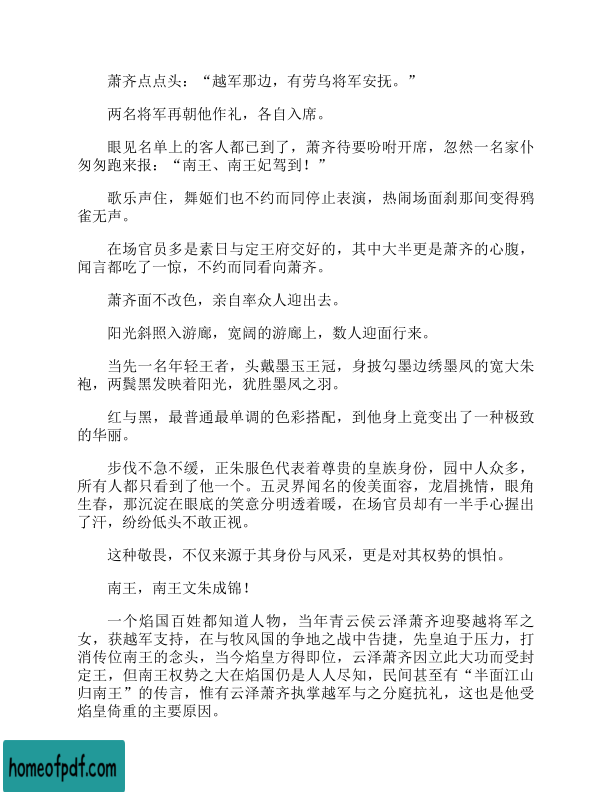 萧齐点点头：“越军那边，有劳乌将军安抚。”
两名将军再朝他作礼，各自入席。
眼见名单上的客人都已到了，萧齐待要吩咐开席，忽然一名家仆
匆匆跑来报：“南王、南王妃驾到！”
歌乐声住，舞姬们也不约而同停止表演，热闹场面刹那间变得鸦
雀无声。
在场官员多是素日与定王府交好的，其中大半更是萧齐的心腹，
闻言都吃了一惊，不约而同看向萧齐。
萧齐面不改色，亲自率众人迎出去。
阳光斜照入游廊，宽阔的游廊上，数人迎面行来。
当先一名年轻王者，头戴墨玉王冠，身披勾墨边绣墨凤的宽大朱
袍，两鬓黑发映着阳光，犹胜墨凤之羽。
红与黑，最普通最单调的色彩搭配，到他身上竟变出了一种极致
的华丽。
步伐不急不缓，正朱服色代表着尊贵的皇族身份，园中人众多，
所有人都只看到了他一个。五灵界闻名的俊美面容，龙眉挑情，眼角
生春，那沉淀在眼底的笑意分明透着暖，在场官员却有一半手心握出
了汗，纷纷低头不敢正视。
这种敬畏，不仅来源于其身份与风采，更是对其权势的惧怕。
南王，南王文朱成锦！
一个焰国百姓都知道人物，当年青云侯云泽萧齐迎娶越将军之
女，获越军支持，在与牧风国的争地之战中告捷，先皇迫于压力，打
消传位南王的念头，当今焰皇方得即位，云泽萧齐因立此大功而受封
定王，但南王权势之大在焰国仍是人人尽知，民间甚至有“半面江山
归南王”的传言，惟有云泽萧齐执掌越军与之分庭抗礼，这也是他受
焰皇倚重的主要原因。
homeofpdf.com